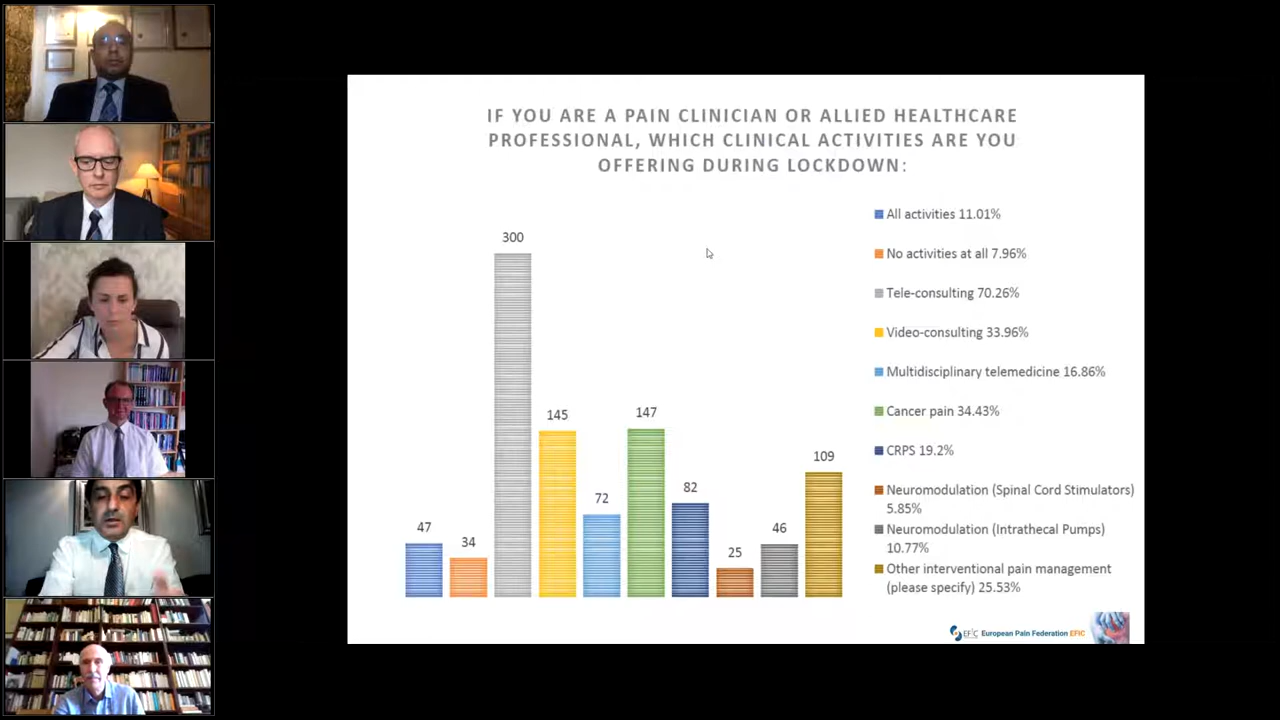 IF YOU ARE A PAIN CLINICIAN OR ALLIED HEALTHCARE
PROFESSIONAL, WHICH CLINICAL ACTIVITIES ARE YOU
OFFERING DURING LOCKDOWN:
300
145
147
109
72
82
47
34
25
46
All activities 11.01%
No activities at all 7.96%
Tele-consulting 70.26%
Video-consulting 33.96%
Multidisciplinary telemedicine 16.86%
Cancer pain 34.43%
CRPS 19.2%
Neuromodulation (Spinal Cord Stimulators)
5.85%
Neuromodulation (Intrathecal Pumps)
10.77%
Other interventional pain management
(please specify) 25.53%
EFIC European Pain Federation EFIC